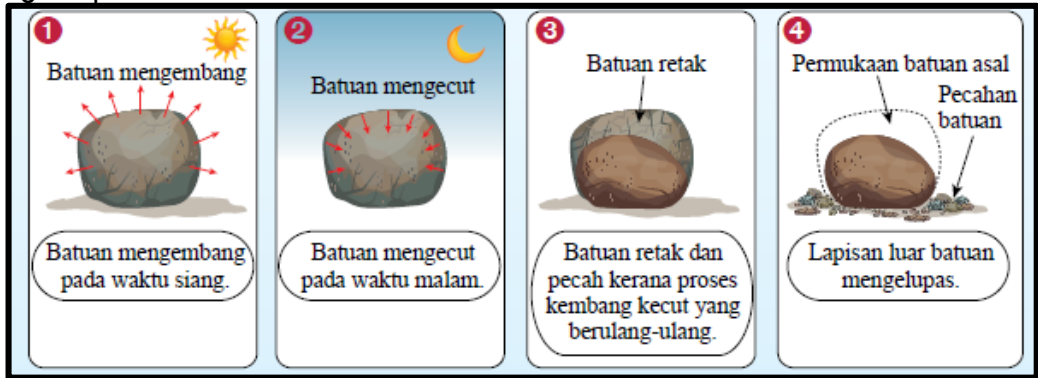 1
Batuan mengembang
Batuan mengembang
pada waktu siang.
2
Batuan mengecut
Batuan mengecut
pada waktu malam.
3
Batuan retak
Batuan retak dan
pecah kerana proses
kembang kecut yang
berulang-ulang.
4
Permukaan batuan asal
Pecahan
batuan
Lapisan luar batuan
mengelupas.